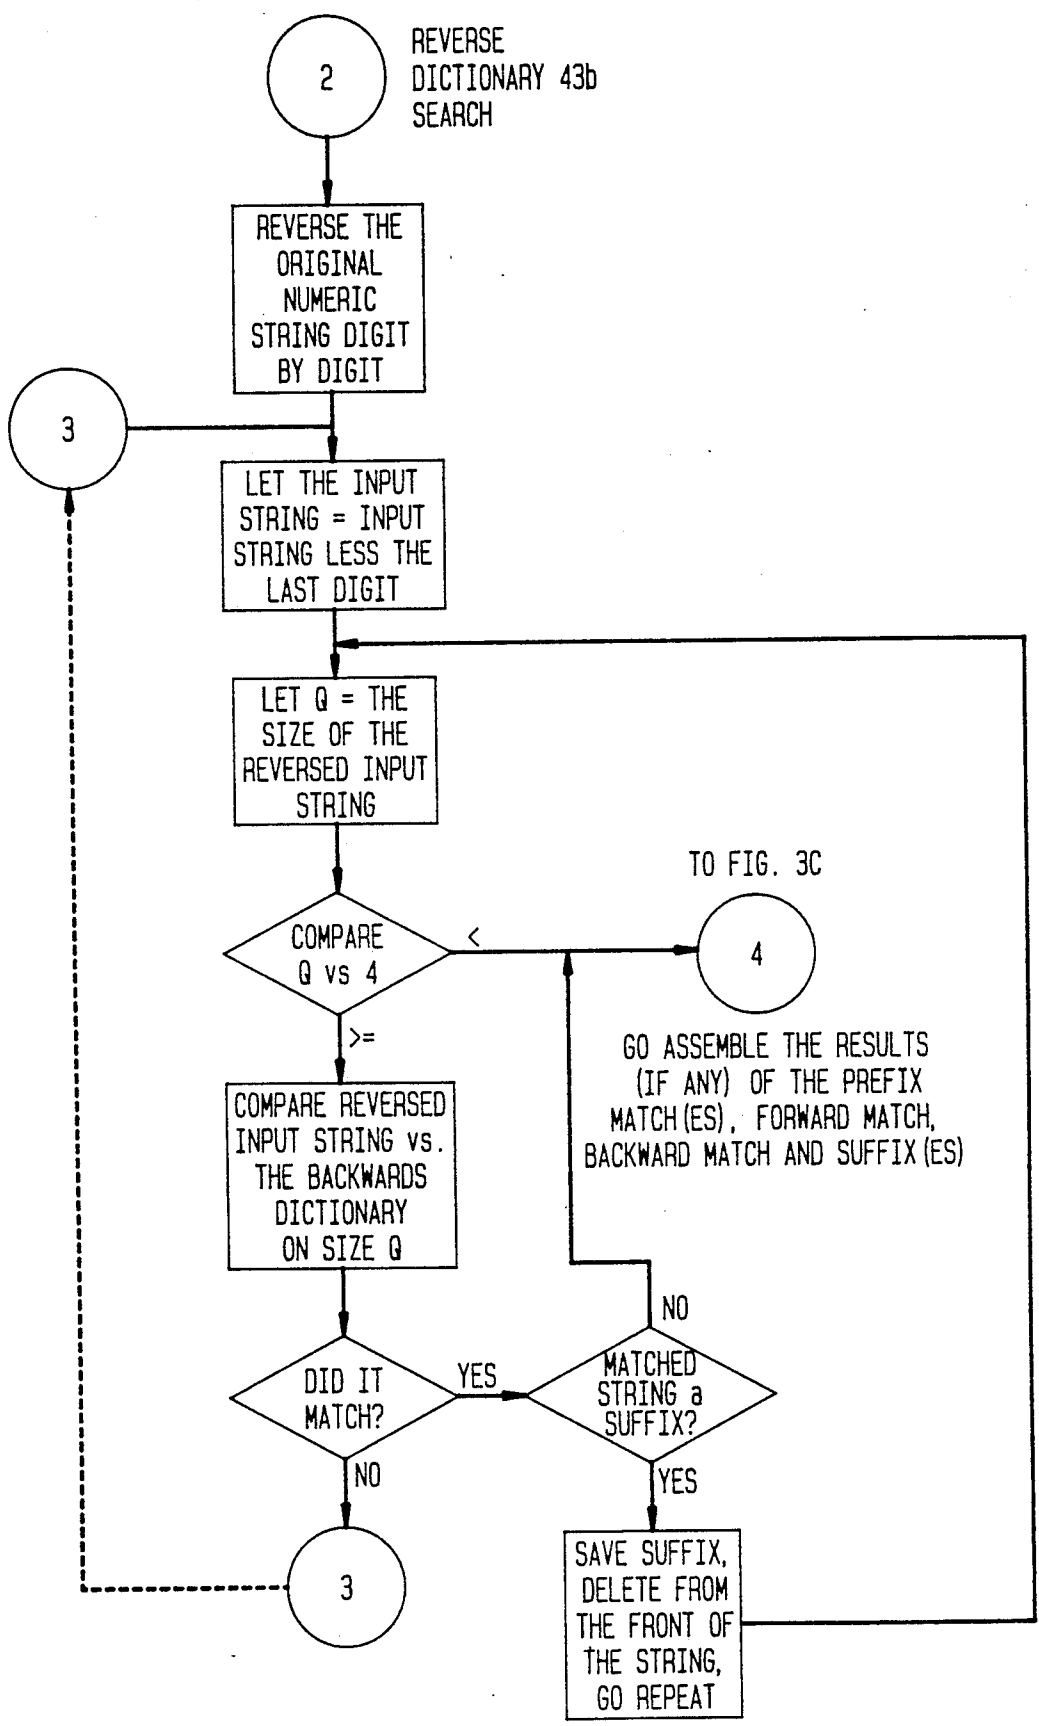 2
REVERSE
DICTIONARY 43b
SEARCH
REVERSE THE
ORIGINAL
NUMERIC
STRING DIGIT
BY DIGIT
3
LET THE INPUT
STRING = INPUT
STRING LESS THE
LAST DIGIT
LET Q = THE
SIZE OF THE
REVERSED INPUT
STRING
COMPARE
Q vs 4
<
TO FIG. 3C
4
GO ASSEMBLE THE RESULTS
(IF ANY) OF THE PREFIX
MATCH(ES), FORWARD MATCH,
BACKWARD MATCH AND SUFFIX(ES)
>=
COMPARE REVERSED
INPUT STRING vs.
THE BACKWARDS
DICTIONARY
ON SIZE Q
DID IT
MATCH?
YES
MATCHED
STRING a
SUFFIX?
NO
NO
3
YES
SAVE SUFFIX,
DELETE FROM
THE FRONT OF
THE STRING,
GO REPEAT